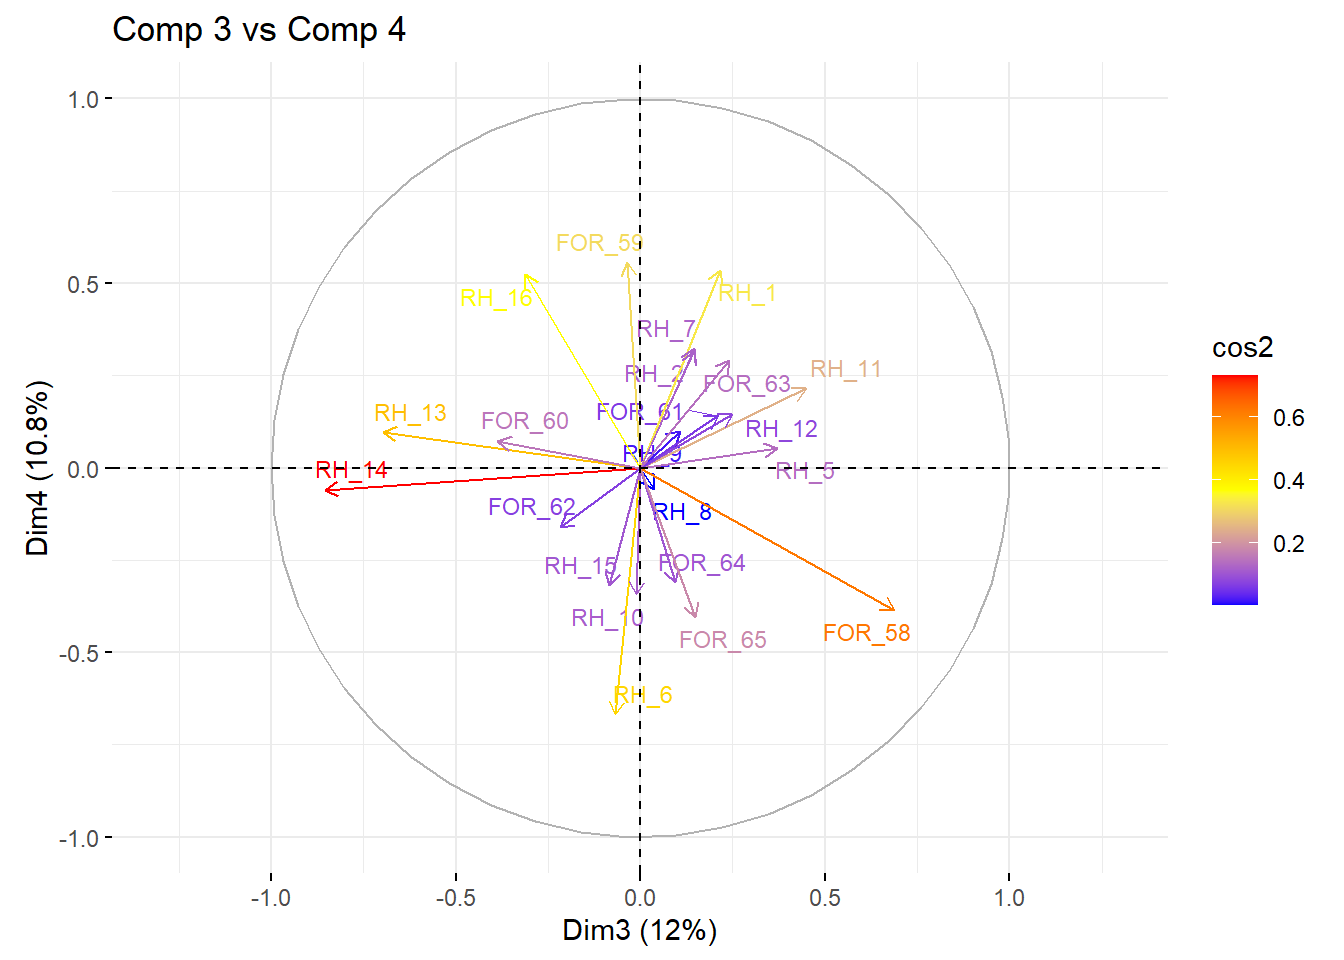 Comp 3 vs Comp 4
1.0
0.5
0.0
-0.5
-1.0
Dim4 (10.8%)
FOR_59
RH_16
RH_1
RH_7
RH_2
FOR_63
RH_11
RH_13
FOR_60
FOR_61
RH_12
RH_9
RH_14
RH_5
FOR_62
RH_8
RH_15
FOR_64
RH_10
FOR_65
FOR_58
RH_6
-1.0
-0.5
0.0
0.5
1.0
Dim3 (12%)
cos2
0.6
0.4
0.2